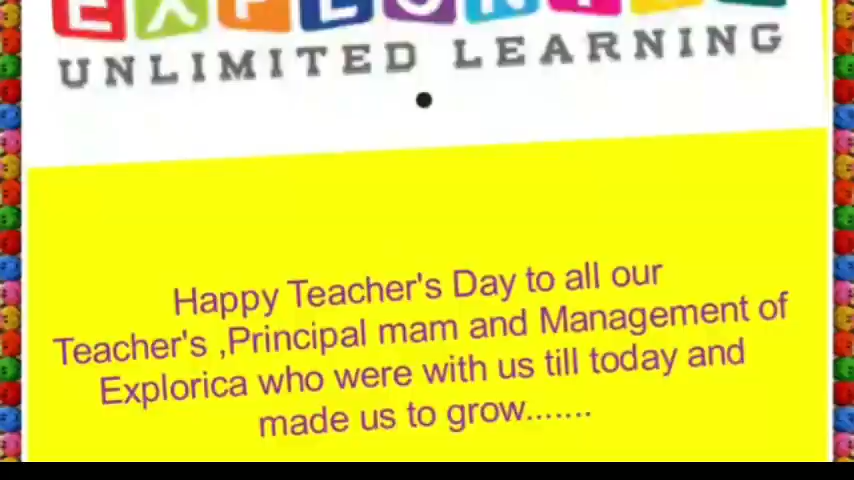 EXPLORICA
UNLIMITED LEARNING
Happy Teacher's Day to all our
Teacher's ,Principal mam and Management of
Explorica who were with us till today and
made us to grow.......